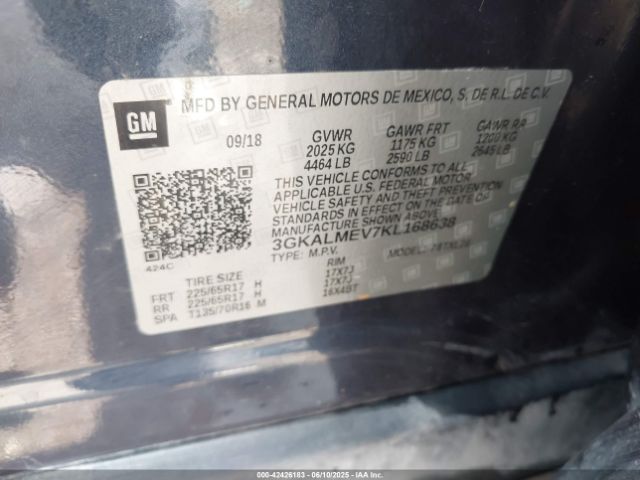 GM
MFD BY GENERAL MOTORS DE MEXICO, S. DE R.L. DE C.V.
09/18 GVWR GAWR FRT GAWR RR
2025 KG 1175 KG 1200 KG
4464 LB 2590 LB 2645 LB
THIS VEHICLE CONFORMS TO ALL
APPLICABLE U.S. FEDERAL MOTOR
VEHICLE SAFETY AND THEFT PREVENTION
STANDARDS IN EFFECT ON THE DATE OF
MANUFACTURE SHOWN ABOVE.
3GKALMEV7KL168638
TYPE: M.P.V. MODEL:
424C
TIRE SIZE RIM
FRT 225/65R17 H 17X7J
RR 225/65R17 H 17X7J
SPA T135/70R16 M 16X4BT
000-42426183 - 06/10/2025 - IAAI.COM